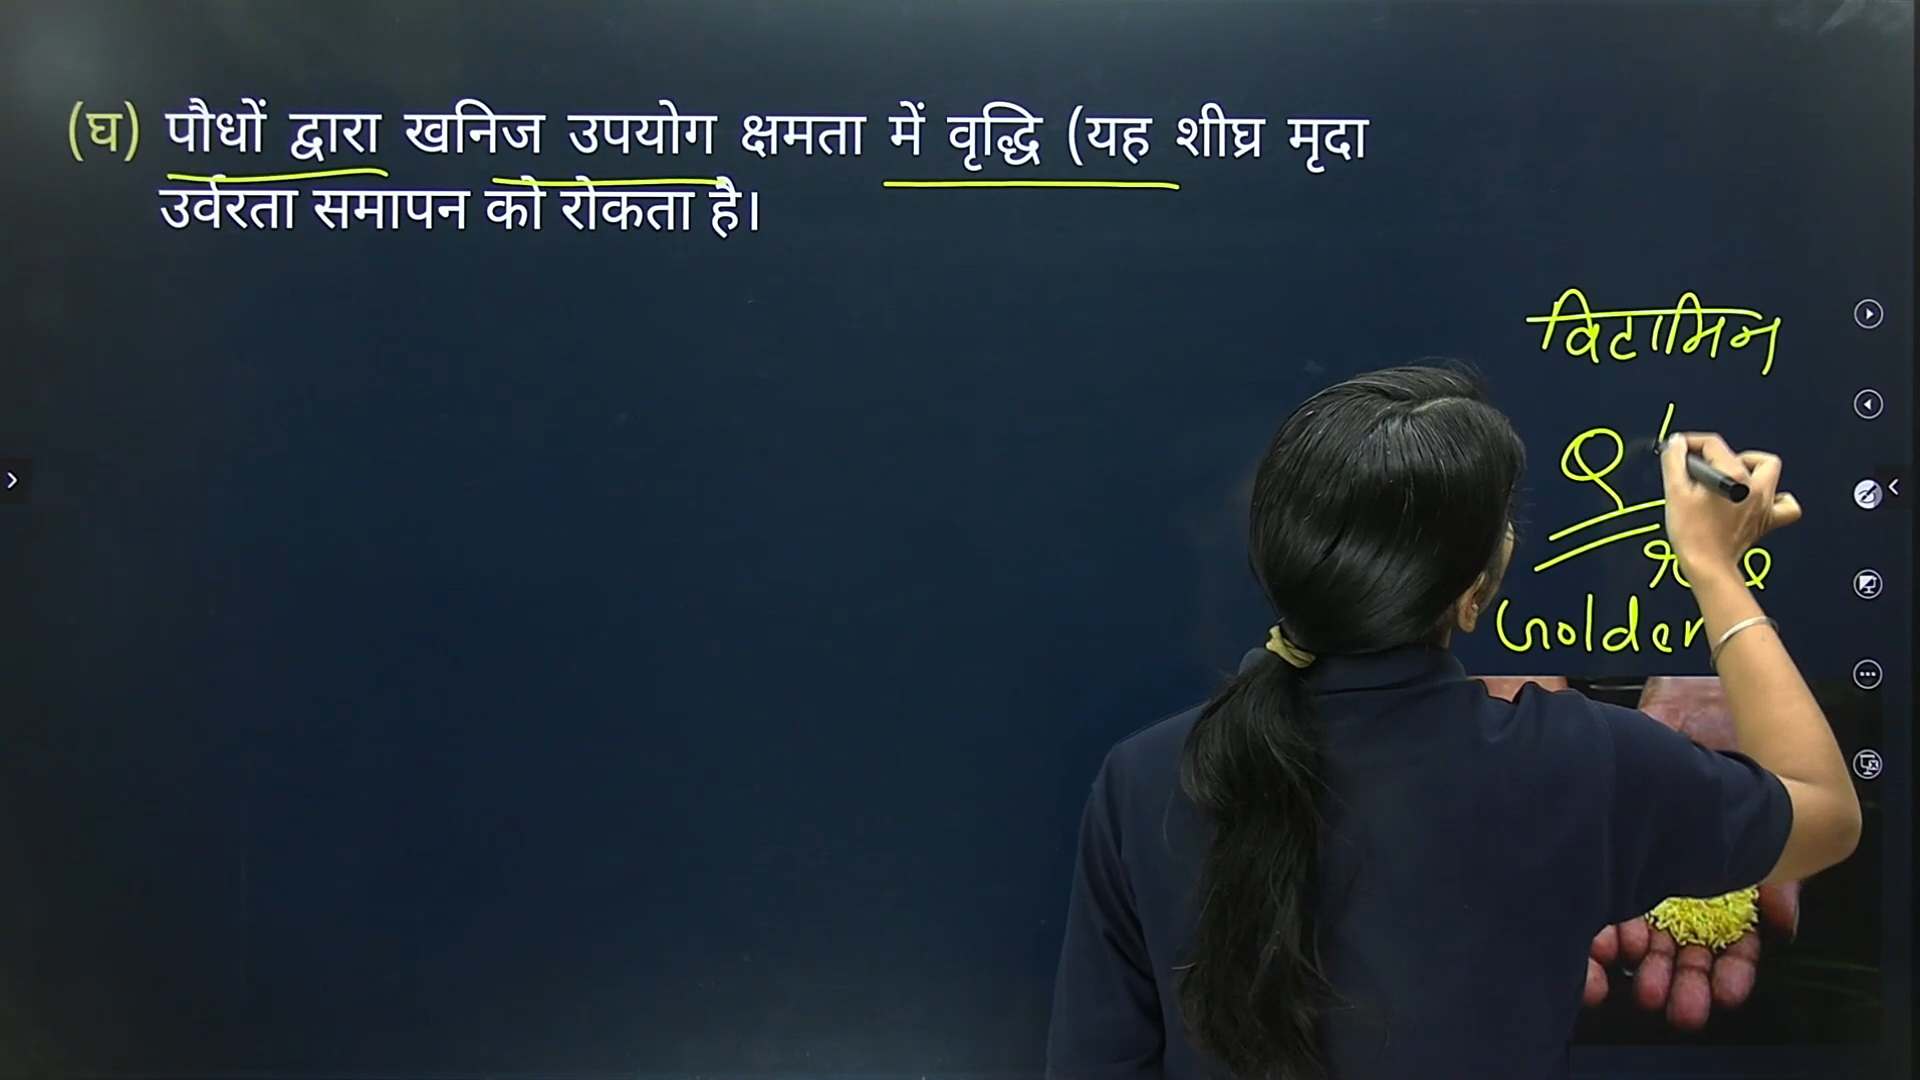 (घ) पौधों द्वारा खनिज उपयोग क्षमता में वृद्धि (यह शीघ्र मृदा
उर्वरता समापन को रोकता है।
विटामिन
Golden